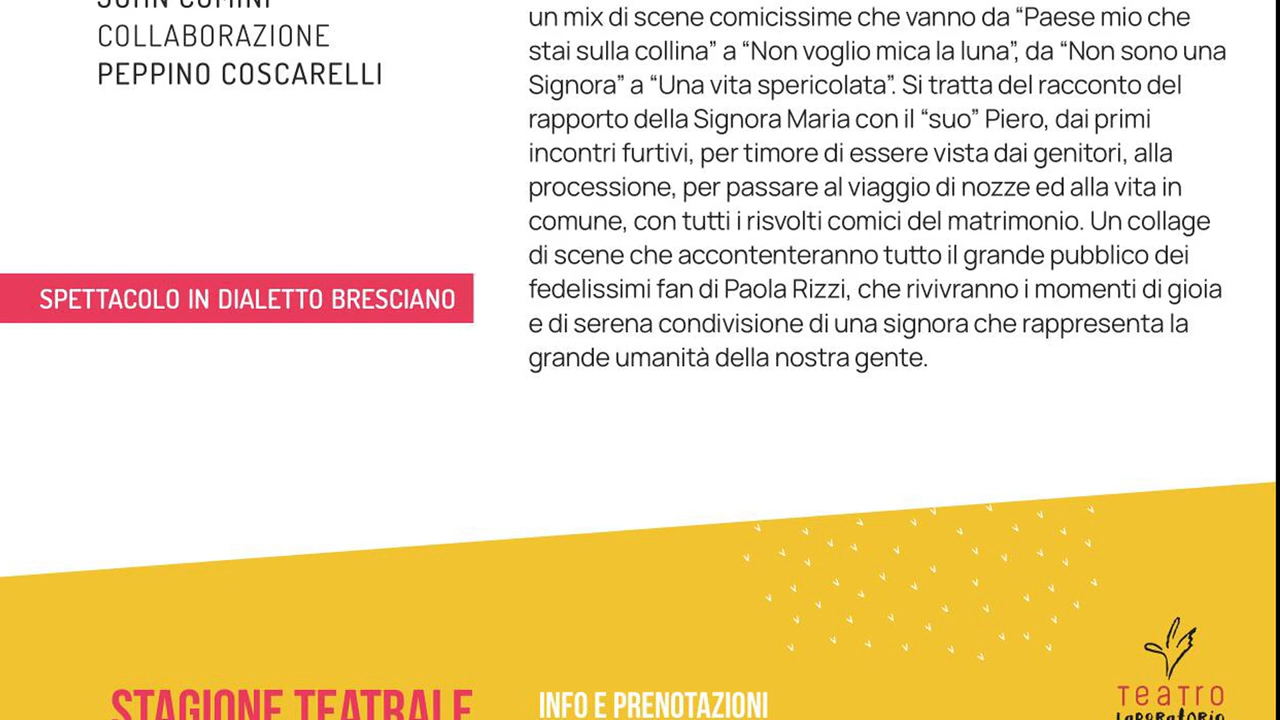 JOHN COMINI
COLLABORAZIONE
PEPPINO COSCARELLI
SPETTACOLO IN DIALETTO BRESCIANO
un mix di scene comicissime che vanno da “Paese mio che
stai sulla collina” a “Non voglio mica la luna”, da “Non sono una
Signora” a “Una vita spericolata”. Si tratta del racconto del
rapporto della Signora Maria con il “suo” Piero, dai primi
incontri furtivi, per timore di essere vista dai genitori, alla
processione, per passare al viaggio di nozze ed alla vita in
comune, con tutti i risvolti comici del matrimonio. Un collage
di scene che accontenteranno tutto il grande pubblico dei
fedelissimi fan di Paola Rizzi, che rivivranno i momenti di gioia
e di serena condivisione di una signora che rappresenta la
grande umanità della nostra gente.
STAGIONE TEATRALE
INFO E PRENOTAZIONI
TEATRO
LABORATORIO